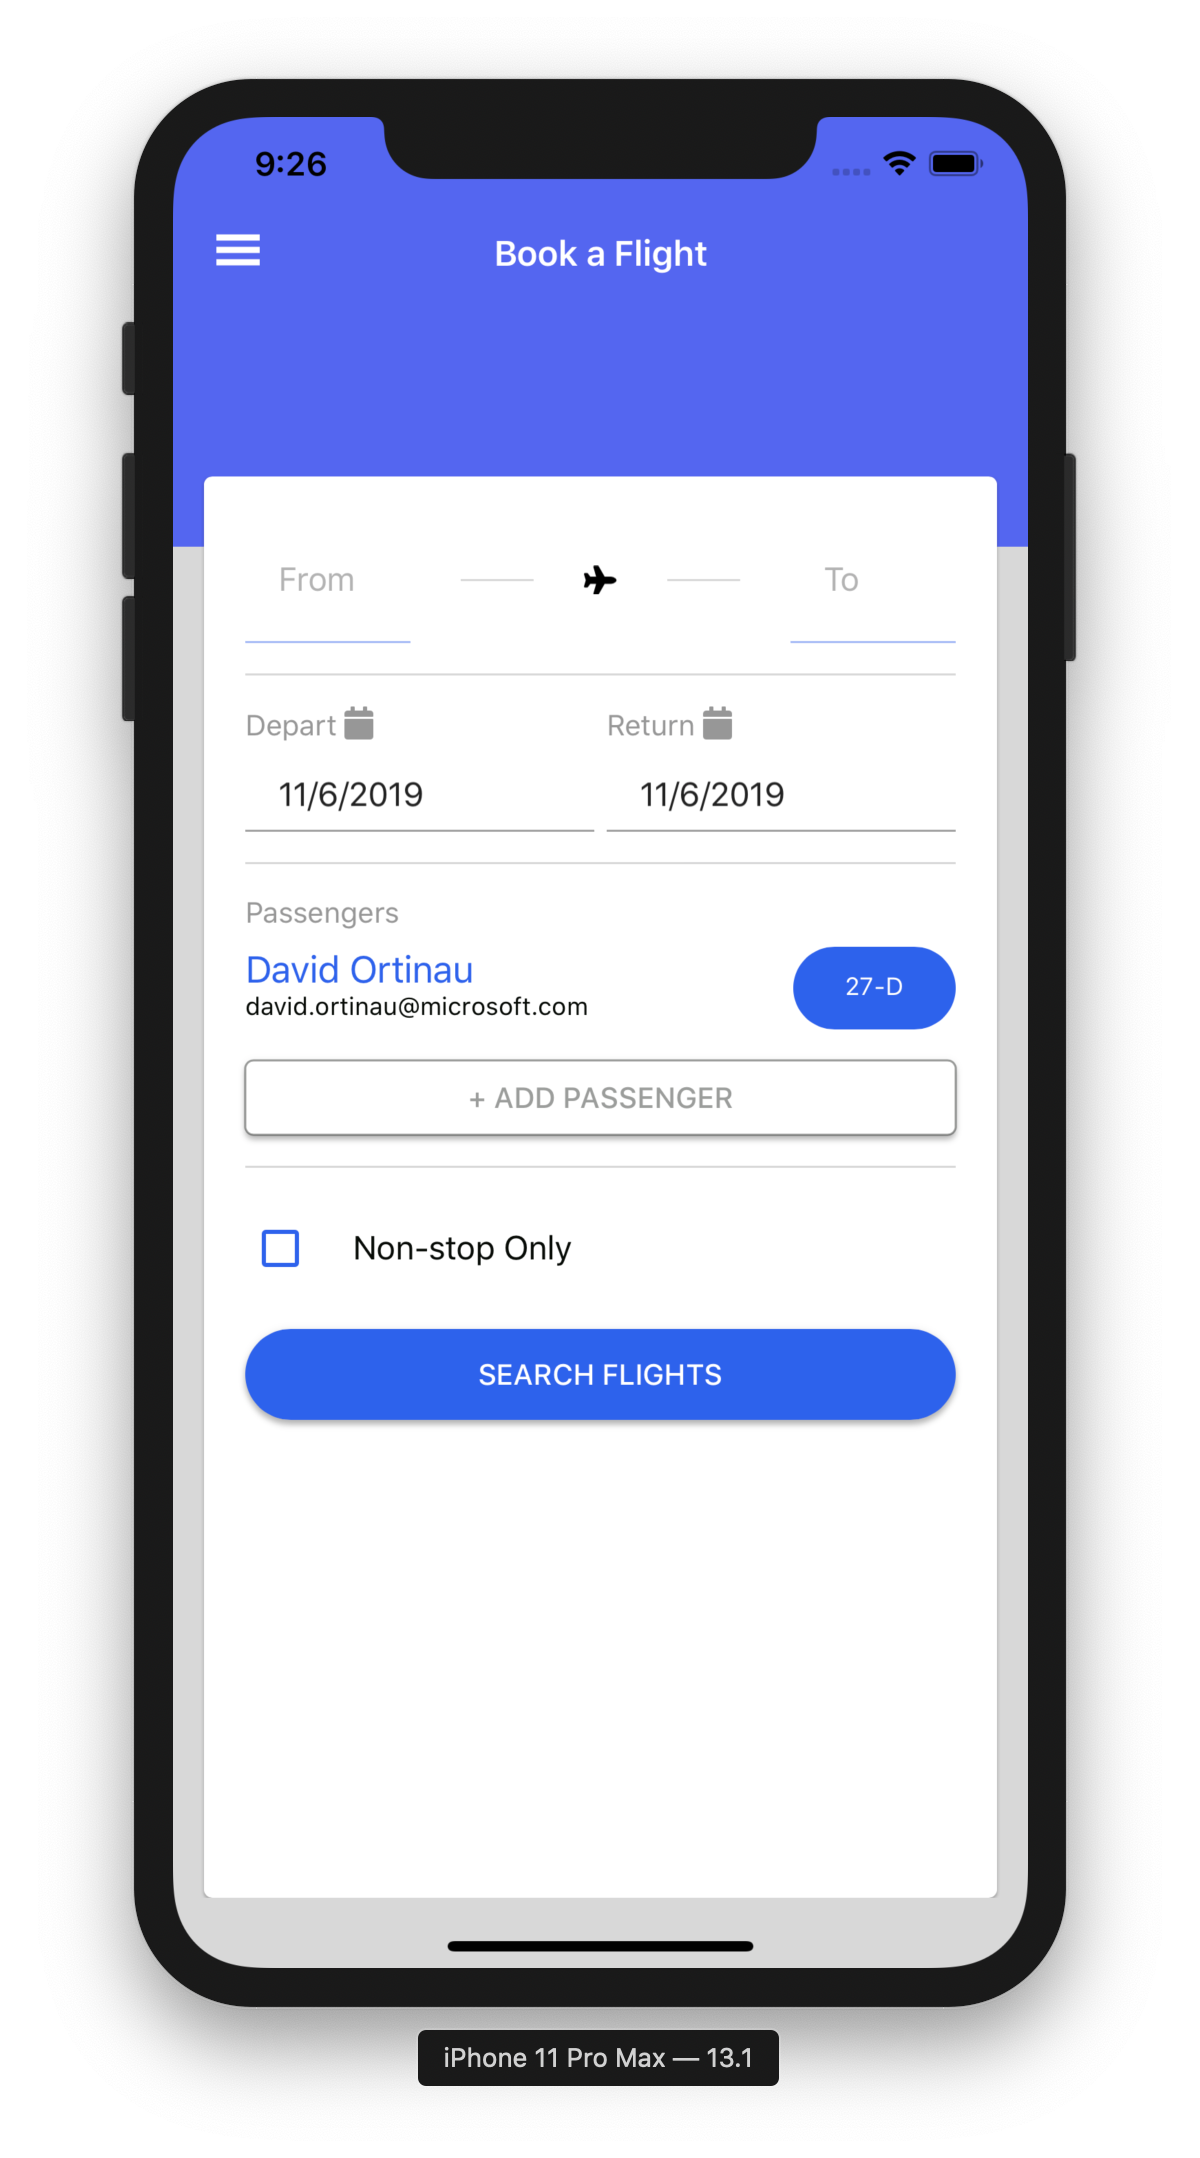 9:26
Book a Flight
From To
Depart Return
11/6/2019 11/6/2019
Passengers
David Ortinau
david.ortinau@microsoft.com
27-D
+ ADD PASSENGER
Non-stop Only
SEARCH FLIGHTS
iPhone 11 Pro Max — 13.1